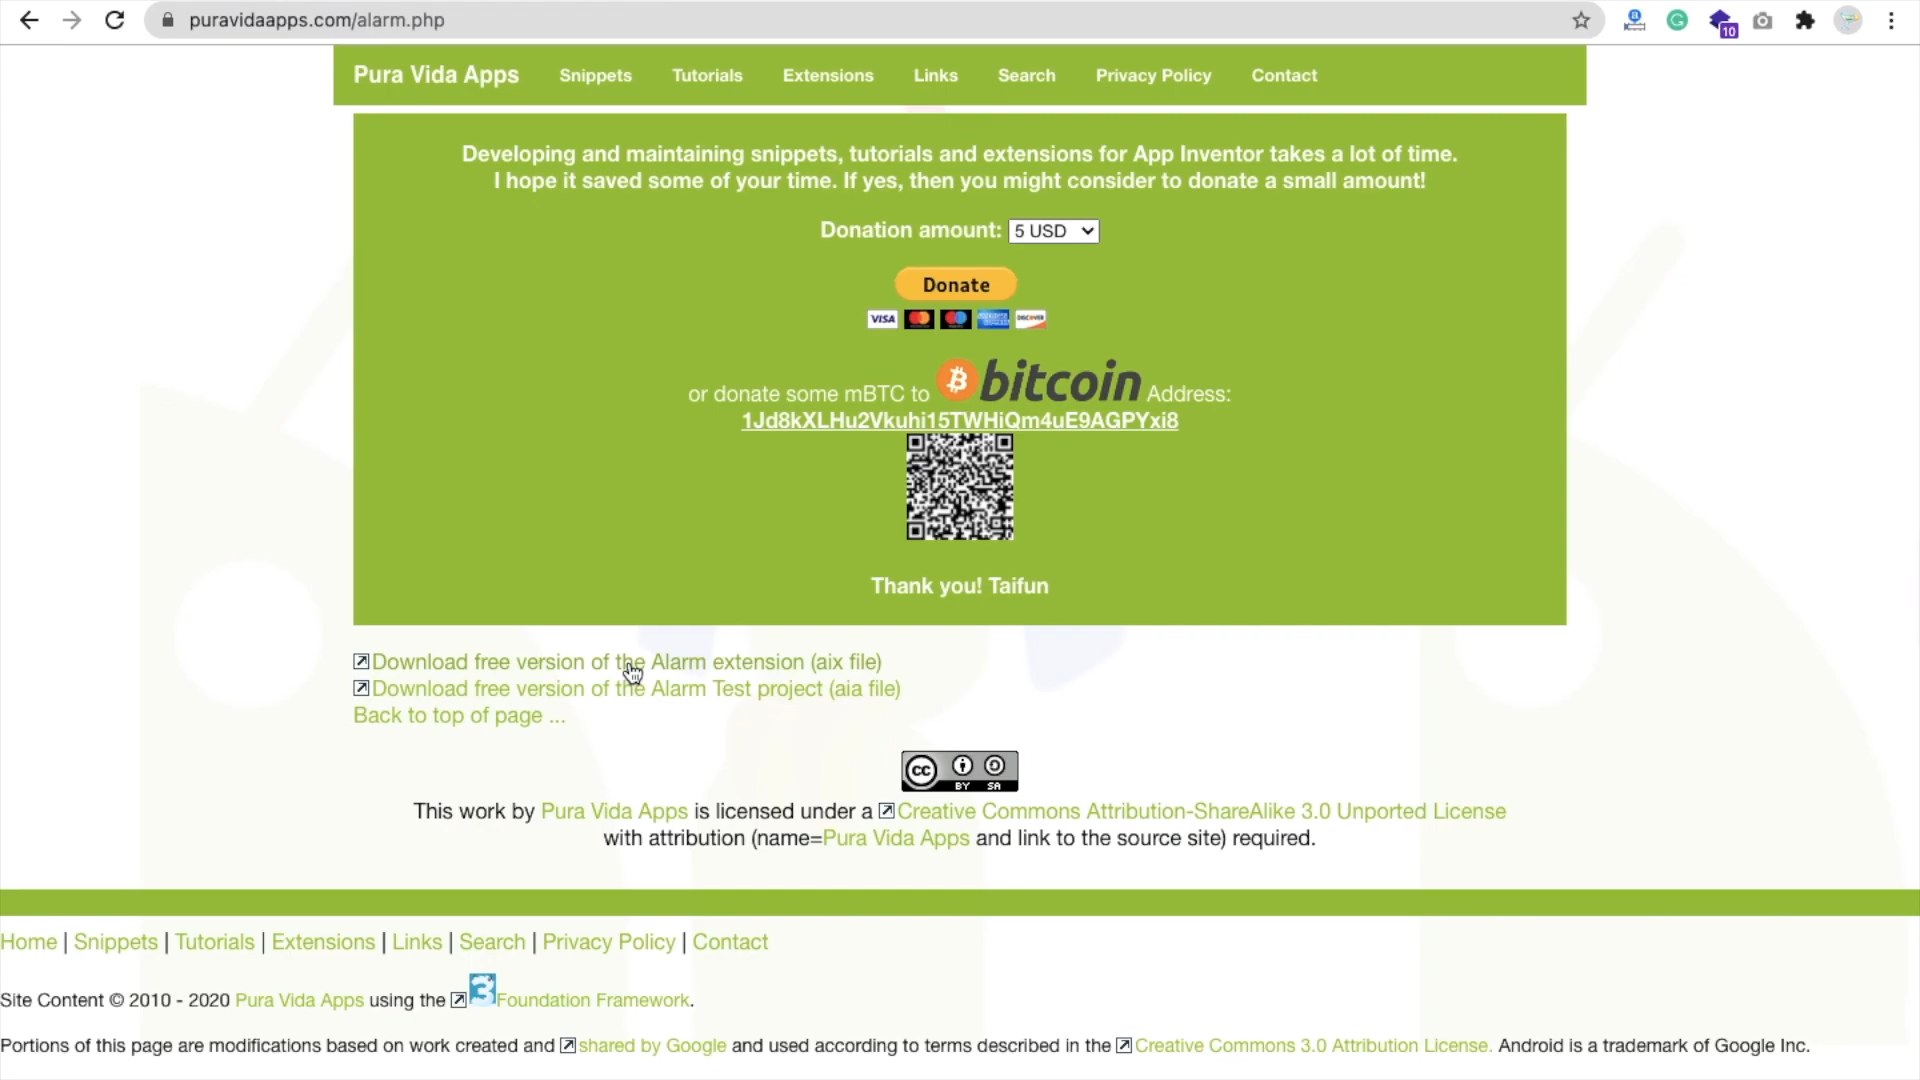 puravidaapps.com/alarm.php
10
Pura Vida Apps Snippets Tutorials Extensions Links Search Privacy Policy Contact
Developing and maintaining snippets, tutorials and extensions for App Inventor takes a lot of time.
I hope it saved some of your time. If yes, then you might consider to donate a small amount!
Donation amount: 5 USD
Donate
VISA DISCOVER
or donate some mBTC to bitcoin Address:
1Jd8kXLHu2Vkuhi15TWHiQm4uE9AGPYxi8
Thank you! Taifun
Download free version of the Alarm extension (aix file)
Download free version of the Alarm Test project (aia file)
Back to top of page ...
cc BY SA
This work by Pura Vida Apps is licensed under a Creative Commons Attribution-ShareAlike 3.0 Unported License
with attribution (name=Pura Vida Apps and link to the source site) required.
Home | Snippets | Tutorials | Extensions | Links | Search | Privacy Policy | Contact
Site Content © 2010 - 2020 Pura Vida Apps using the 3 Foundation Framework.
Portions of this page are modifications based on work created and shared by Google and used according to terms described in the Creative Commons 3.0 Attribution License. Android is a trademark of Google Inc.